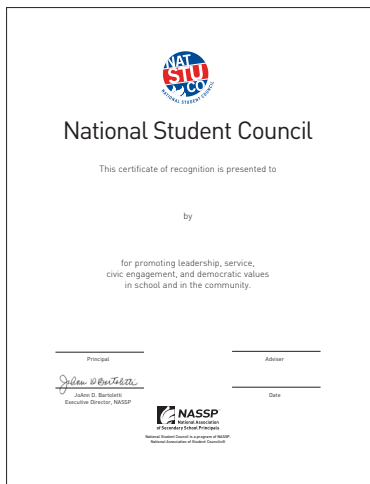 NAT
STU
CO
NATIONAL STUDENT COUNCIL
National Student Council
This certificate of recognition is presented to
by
for promoting leadership, service,
civic engagement, and democratic values
in school and in the community.
Principal
Adviser
JoAnn D Bartoletti
JoAnn D. Bartoletti
Executive Director, NASSP
Date
NASSP
National Association
of Secondary School Principals
National Student Council is a program of NASSP.
National Association of Student Councils®